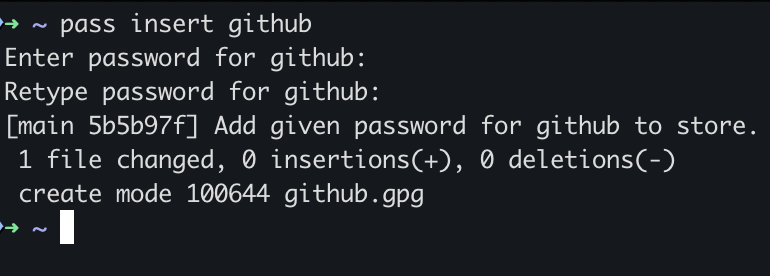 ➜ ~ pass insert github
Enter password for github:
Retype password for github:
[main 5b5b97f] Add given password for github to store.
 1 file changed, 0 insertions(+), 0 deletions(-)
 create mode 100644 github.gpg
➜ ~